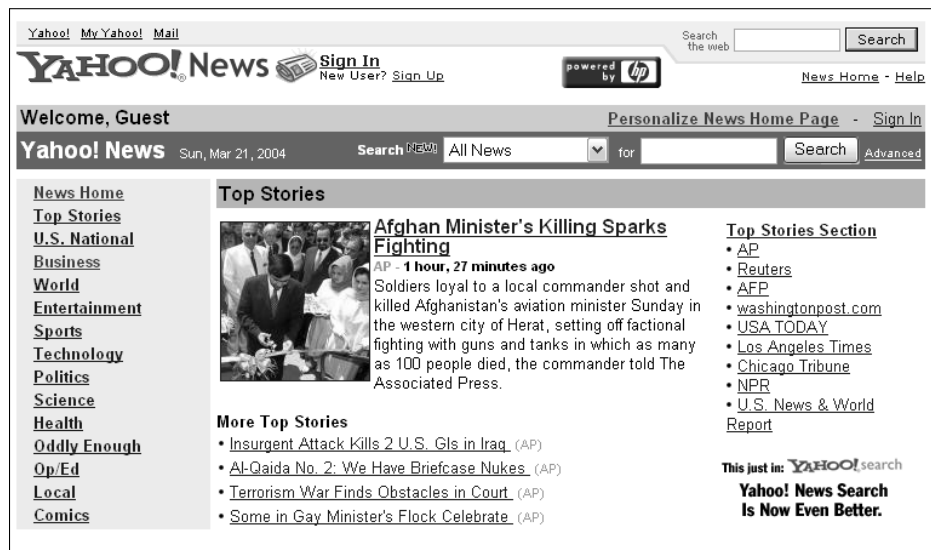 Yahoo! My Yahoo! Mail
Search the web Search
YAHOO! News Sign In
New User? Sign Up
powered by hp
News Home - Help
Welcome, Guest
Personalize News Home Page - Sign In
Yahoo! News Sun, Mar 21, 2004 Search NEW! All News for Search Advanced
News Home
Top Stories
U.S. National
Business
World
Entertainment
Sports
Technology
Politics
Science
Health
Oddly Enough
Op/Ed
Local
Comics
Top Stories
Afghan Minister's Killing Sparks
Fighting
AP - 1 hour, 27 minutes ago
Soldiers loyal to a local commander shot and
killed Afghanistan's aviation minister Sunday in
the western city of Herat, setting off factional
fighting with guns and tanks in which as many
as 100 people died, the commander told The
Associated Press.
More Top Stories
• Insurgent Attack Kills 2 U.S. GIs in Iraq (AP)
• Al-Qaida No. 2: We Have Briefcase Nukes (AP)
• Terrorism War Finds Obstacles in Court (AP)
• Some in Gay Minister's Flock Celebrate (AP)
Top Stories Section
• AP
• Reuters
• AFP
• washingtonpost.com
• USA TODAY
• Los Angeles Times
• Chicago Tribune
• NPR
• U.S. News & World
Report
This just in: YAHOO! search
Yahoo! News Search
Is Now Even Better.